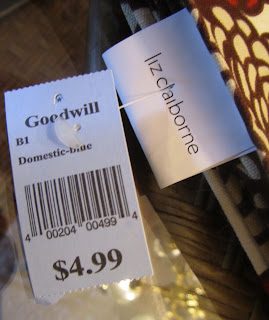 Goodwill
B1
Domestic-blue
4 00204 00499 4
$4.99
liz claiborne